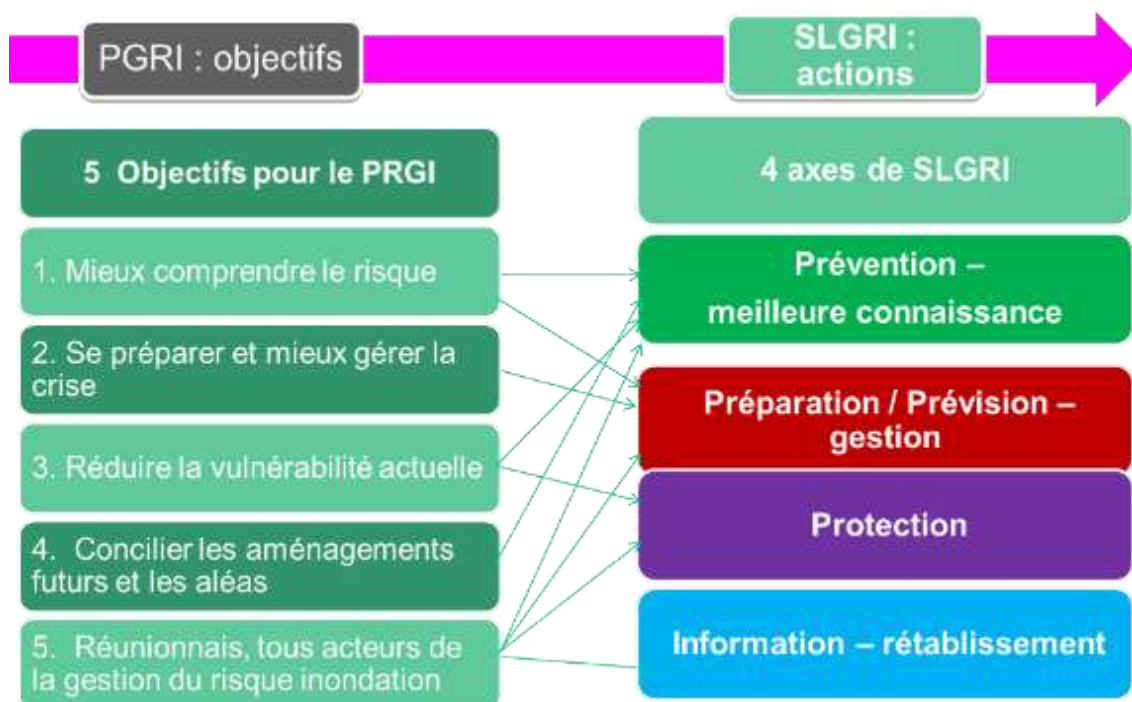 PGRI : objectifs
SLGRI :
actions
5 Objectifs pour le PRGI
4 axes de SLGRI
1. Mieux comprendre le risque
Prévention –
meilleure connaissance
2. Se préparer et mieux gérer la
crise
Préparation / Prévision –
gestion
3. Réduire la vulnérabilité actuelle
Protection
4. Concilier les aménagements
futurs et les aléas
Information – rétablissement
5. Réunionnais, tous acteurs de
la gestion du risque inondation